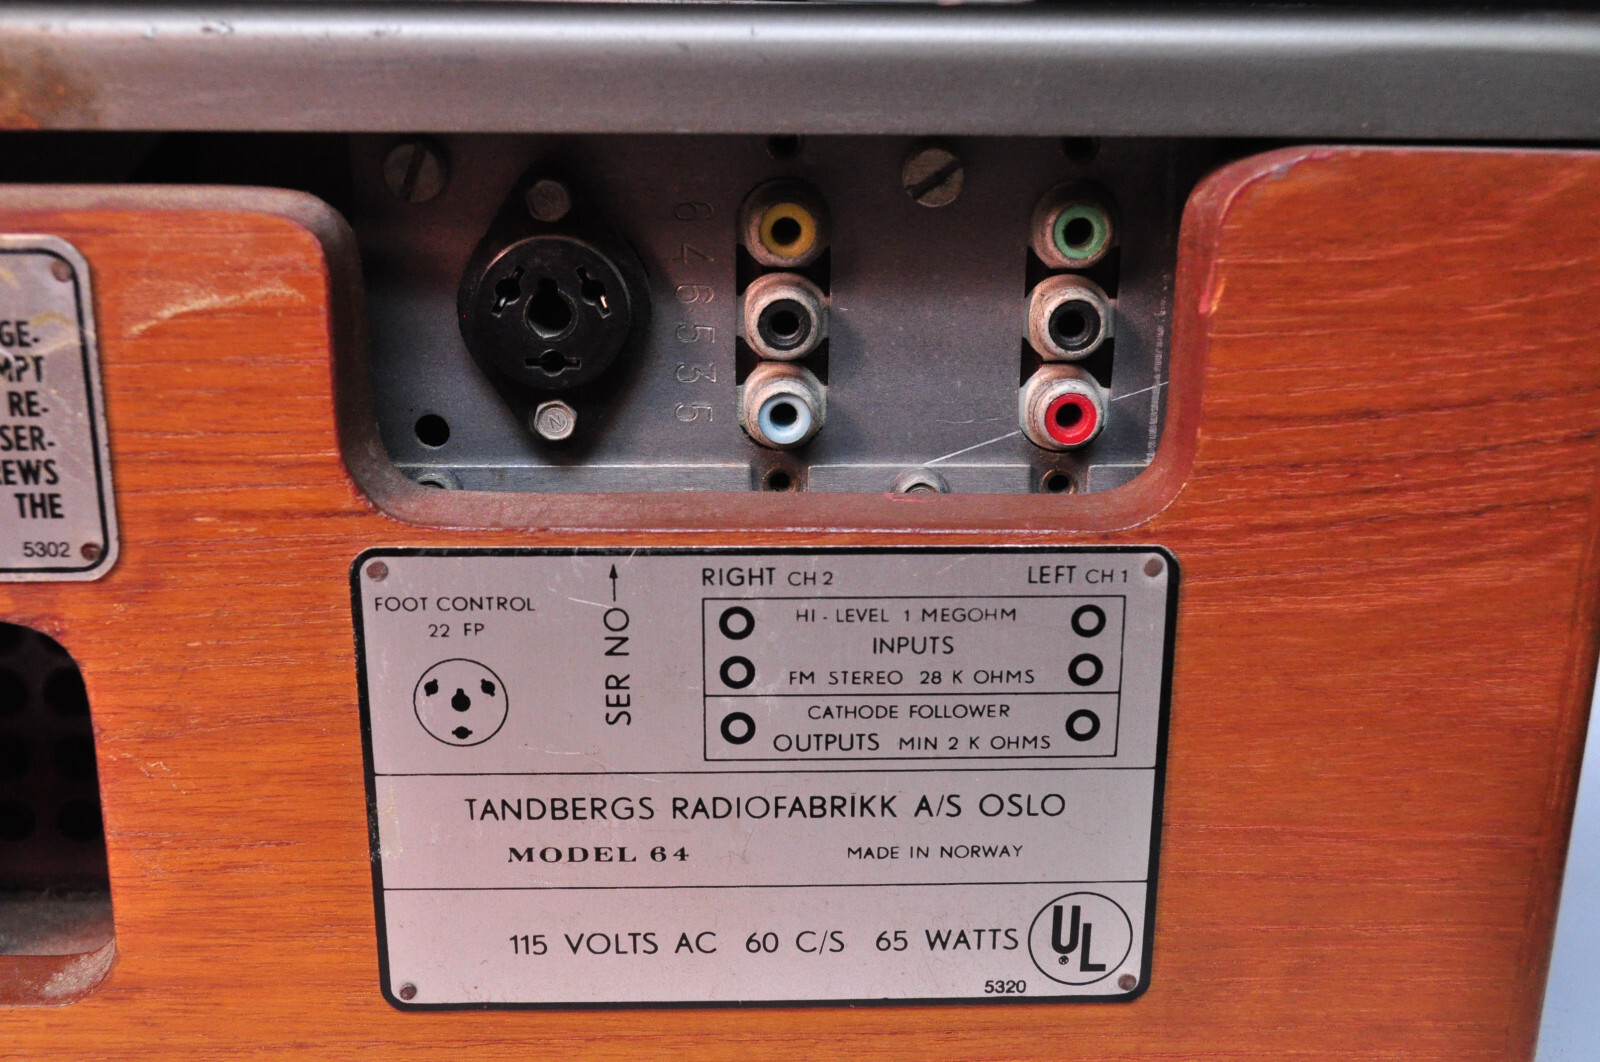 GE-
MPT
RE-
SER-
EWS
THE
5302
646535
FOOT CONTROL
22 FP
SER NO
RIGHT CH 2
LEFT CH 1
HI - LEVEL 1 MEGOHM
INPUTS
FM STEREO 28 K OHMS
CATHODE FOLLOWER
OUTPUTS MIN 2 K OHMS
TANDBERGS RADIOFABRIKK A/S OSLO
MODEL 64
MADE IN NORWAY
115 VOLTS AC 60 C/S 65 WATTS
UL
®
5320